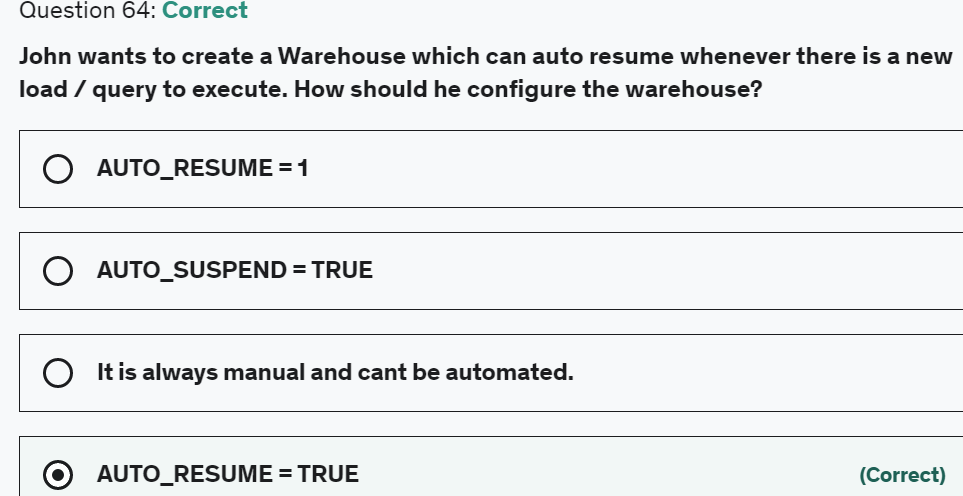 Question 64: Correct
John wants to create a Warehouse which can auto resume whenever there is a new
load / query to execute. How should he configure the warehouse?
AUTO_RESUME = 1
AUTO_SUSPEND = TRUE
It is always manual and cant be automated.
AUTO_RESUME = TRUE (Correct)